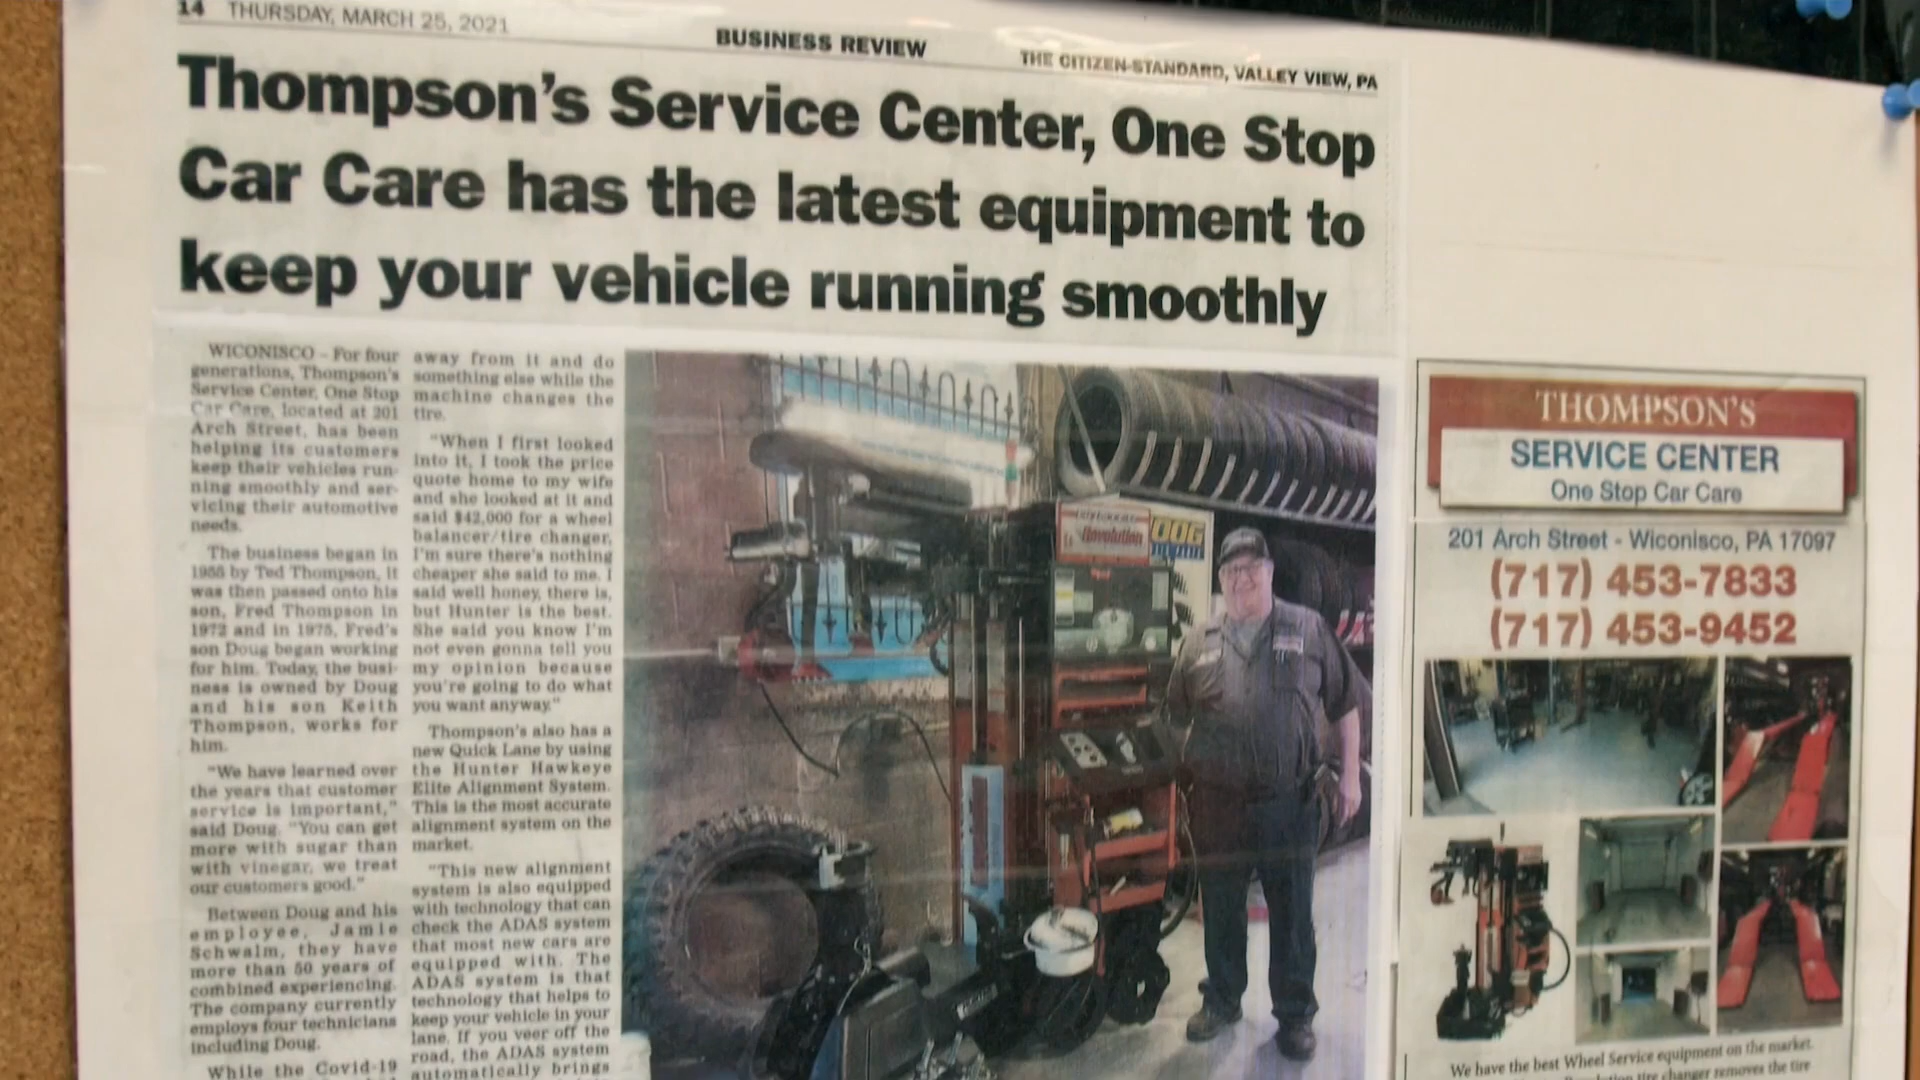 14 THURSDAY, MARCH 25, 2021
BUSINESS REVIEW
THE CITIZEN-STANDARD, VALLEY VIEW, PA
Thompson's Service Center, One Stop
Car Care has the latest equipment to
keep your vehicle running smoothly
WICONISCO - For four
generations, Thompson's
Service Center, One Stop
Car Care, located at 201
Arch Street, has been
helping its customers
keep their vehicles run-
ning smoothly and ser-
vicing their automotive
needs.
The business began in
by Ted Thompson, it
was then passed onto his
son, Fred Thompson in
1972 and in 1975, Fred's
son Doug began working
for him. Today, the busi-
ness is owned by Doug
and his son Keith
Thompson, works for
him.
"We have learned over
the years that customer
service is important,"
said Doug. "You can get
more with sugar than
with vinegar, we treat
our customers good."
Between Doug and his
employee, Jamie
Schwalm, they have
more than 50 years of
combined experiencing.
The company currently
employs four technicians
including Doug.
While the Covid-19
away from it and do
something else while the
machine changes the
tire.
"When I first looked
into it, I took the price
quote home to my wife
and she looked at it and
said $42,000 for a wheel
balancer/tire changer,
I'm sure there's nothing
cheaper she said to me. I
said well honey, there is,
but Hunter is the best.
She said you know I'm
not even gonna tell you
my opinion because
you're going to do what
you want anyway."
Thompson's also has a
new Quick Lane by using
the Hunter Hawkeye
Elite Alignment System.
This is the most accurate
alignment system on the
market.
"This new alignment
system is also equipped
with technology that can
check the ADAS system
that most new cars are
equipped with. The
ADAS system is that
technology that helps to
keep your vehicle in your
lane. If you veer off the
road, the ADAS system
automatically brings
Revolution
THOMPSON'S
SERVICE CENTER
One Stop Car Care
201 Arch Street - Wiconisco, PA 17097
(717) 453-7833
(717) 453-9452
We have the best Wheel Service equipment on the market.
tire changer removes the tire